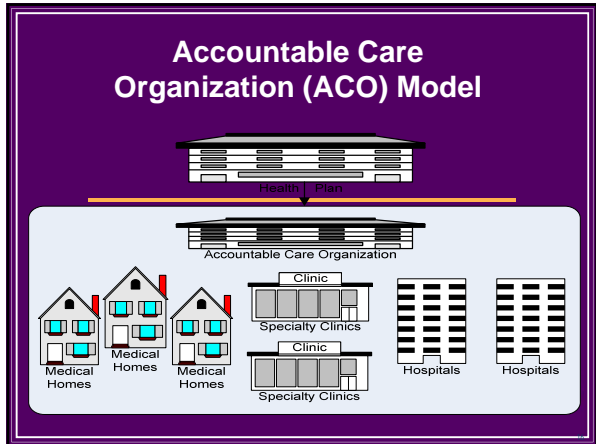 Accountable Care
Organization (ACO) Model
Health Plan
Accountable Care Organization
Clinic
Specialty Clinics
Clinic
Specialty Clinics
Medical
Homes
Medical
Homes
Medical
Homes
Hospitals
Hospitals